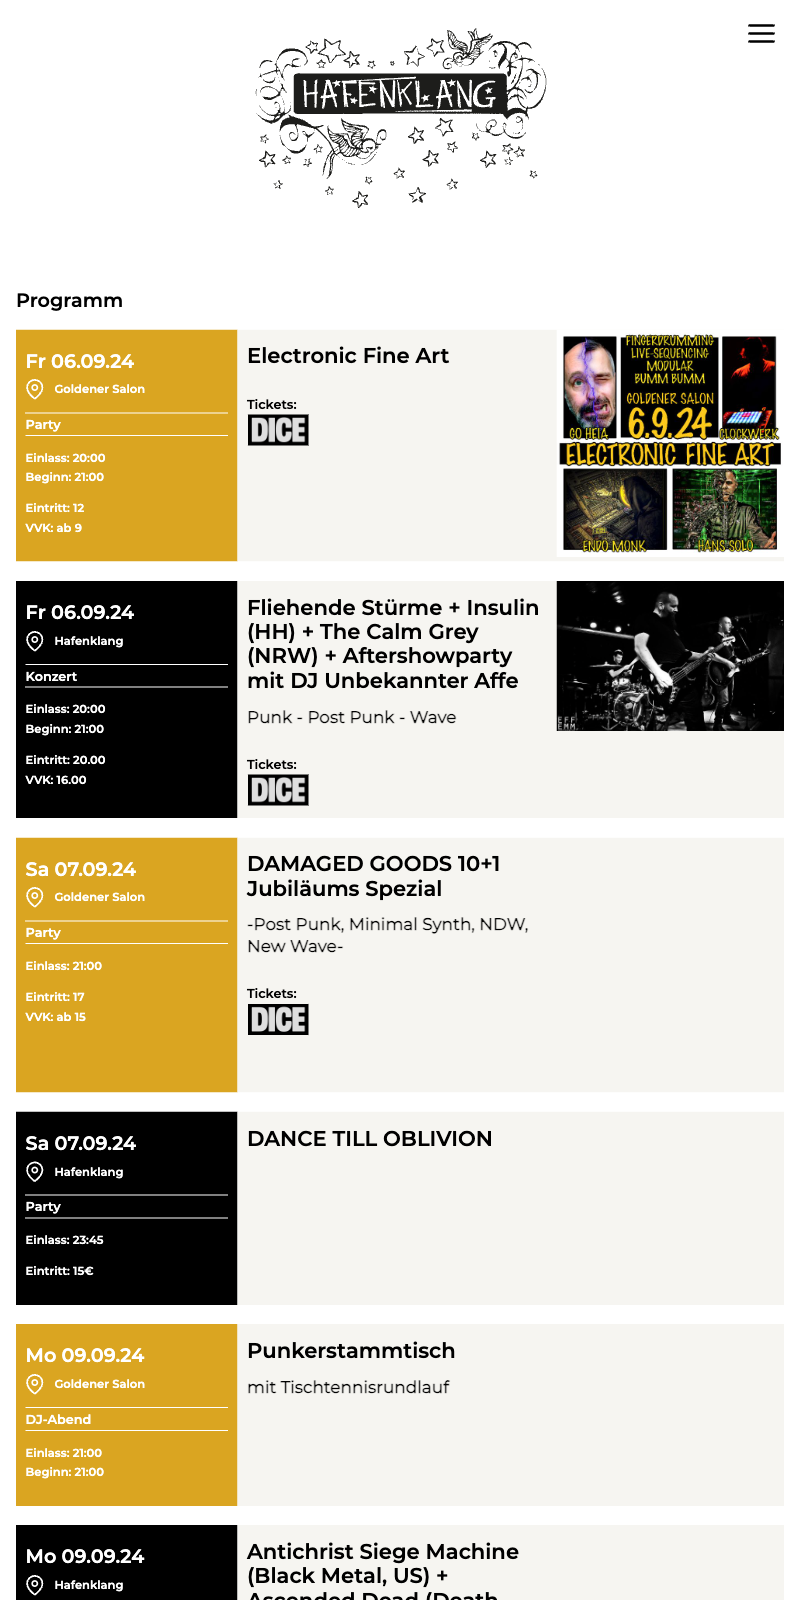 HAFENKLANG
Programm
Fr 06.09.24
Goldener Salon
Party
Einlass: 20:00
Beginn: 21:00
Eintritt: 12
VVK: ab 9
Electronic Fine Art
Tickets:
DICE
FINGERDRUMMING
LIVE-SEQUENCING
MODULAR
BUMM BUMM
GOLDENER SALON
6.9.24
GO HEIA
CLOCKWERK
ELECTRONIC FINE ART
ENDO MONK
HANS SOLO
Fr 06.09.24
Hafenklang
Konzert
Einlass: 20:00
Beginn: 21:00
Eintritt: 20.00
VVK: 16.00
Fliehende Stürme + Insulin
(HH) + The Calm Grey
(NRW) + Aftershowparty
mit DJ Unbekannter Affe
Punk - Post Punk - Wave
Tickets:
DICE
EFF
EMM
Sa 07.09.24
Goldener Salon
Party
Einlass: 21:00
Eintritt: 17
VVK: ab 15
DAMAGED GOODS 10+1
Jubiläums Spezial
-Post Punk, Minimal Synth, NDW,
New Wave-
Tickets:
DICE
Sa 07.09.24
Hafenklang
Party
Einlass: 23:45
Eintritt: 15€
DANCE TILL OBLIVION
Mo 09.09.24
Goldener Salon
DJ-Abend
Einlass: 21:00
Beginn: 21:00
Punkerstammtisch
mit Tischtennisrundlauf
Mo 09.09.24
Hafenklang
Antichrist Siege Machine
(Black Metal, US) +
Ascended Dead (Death